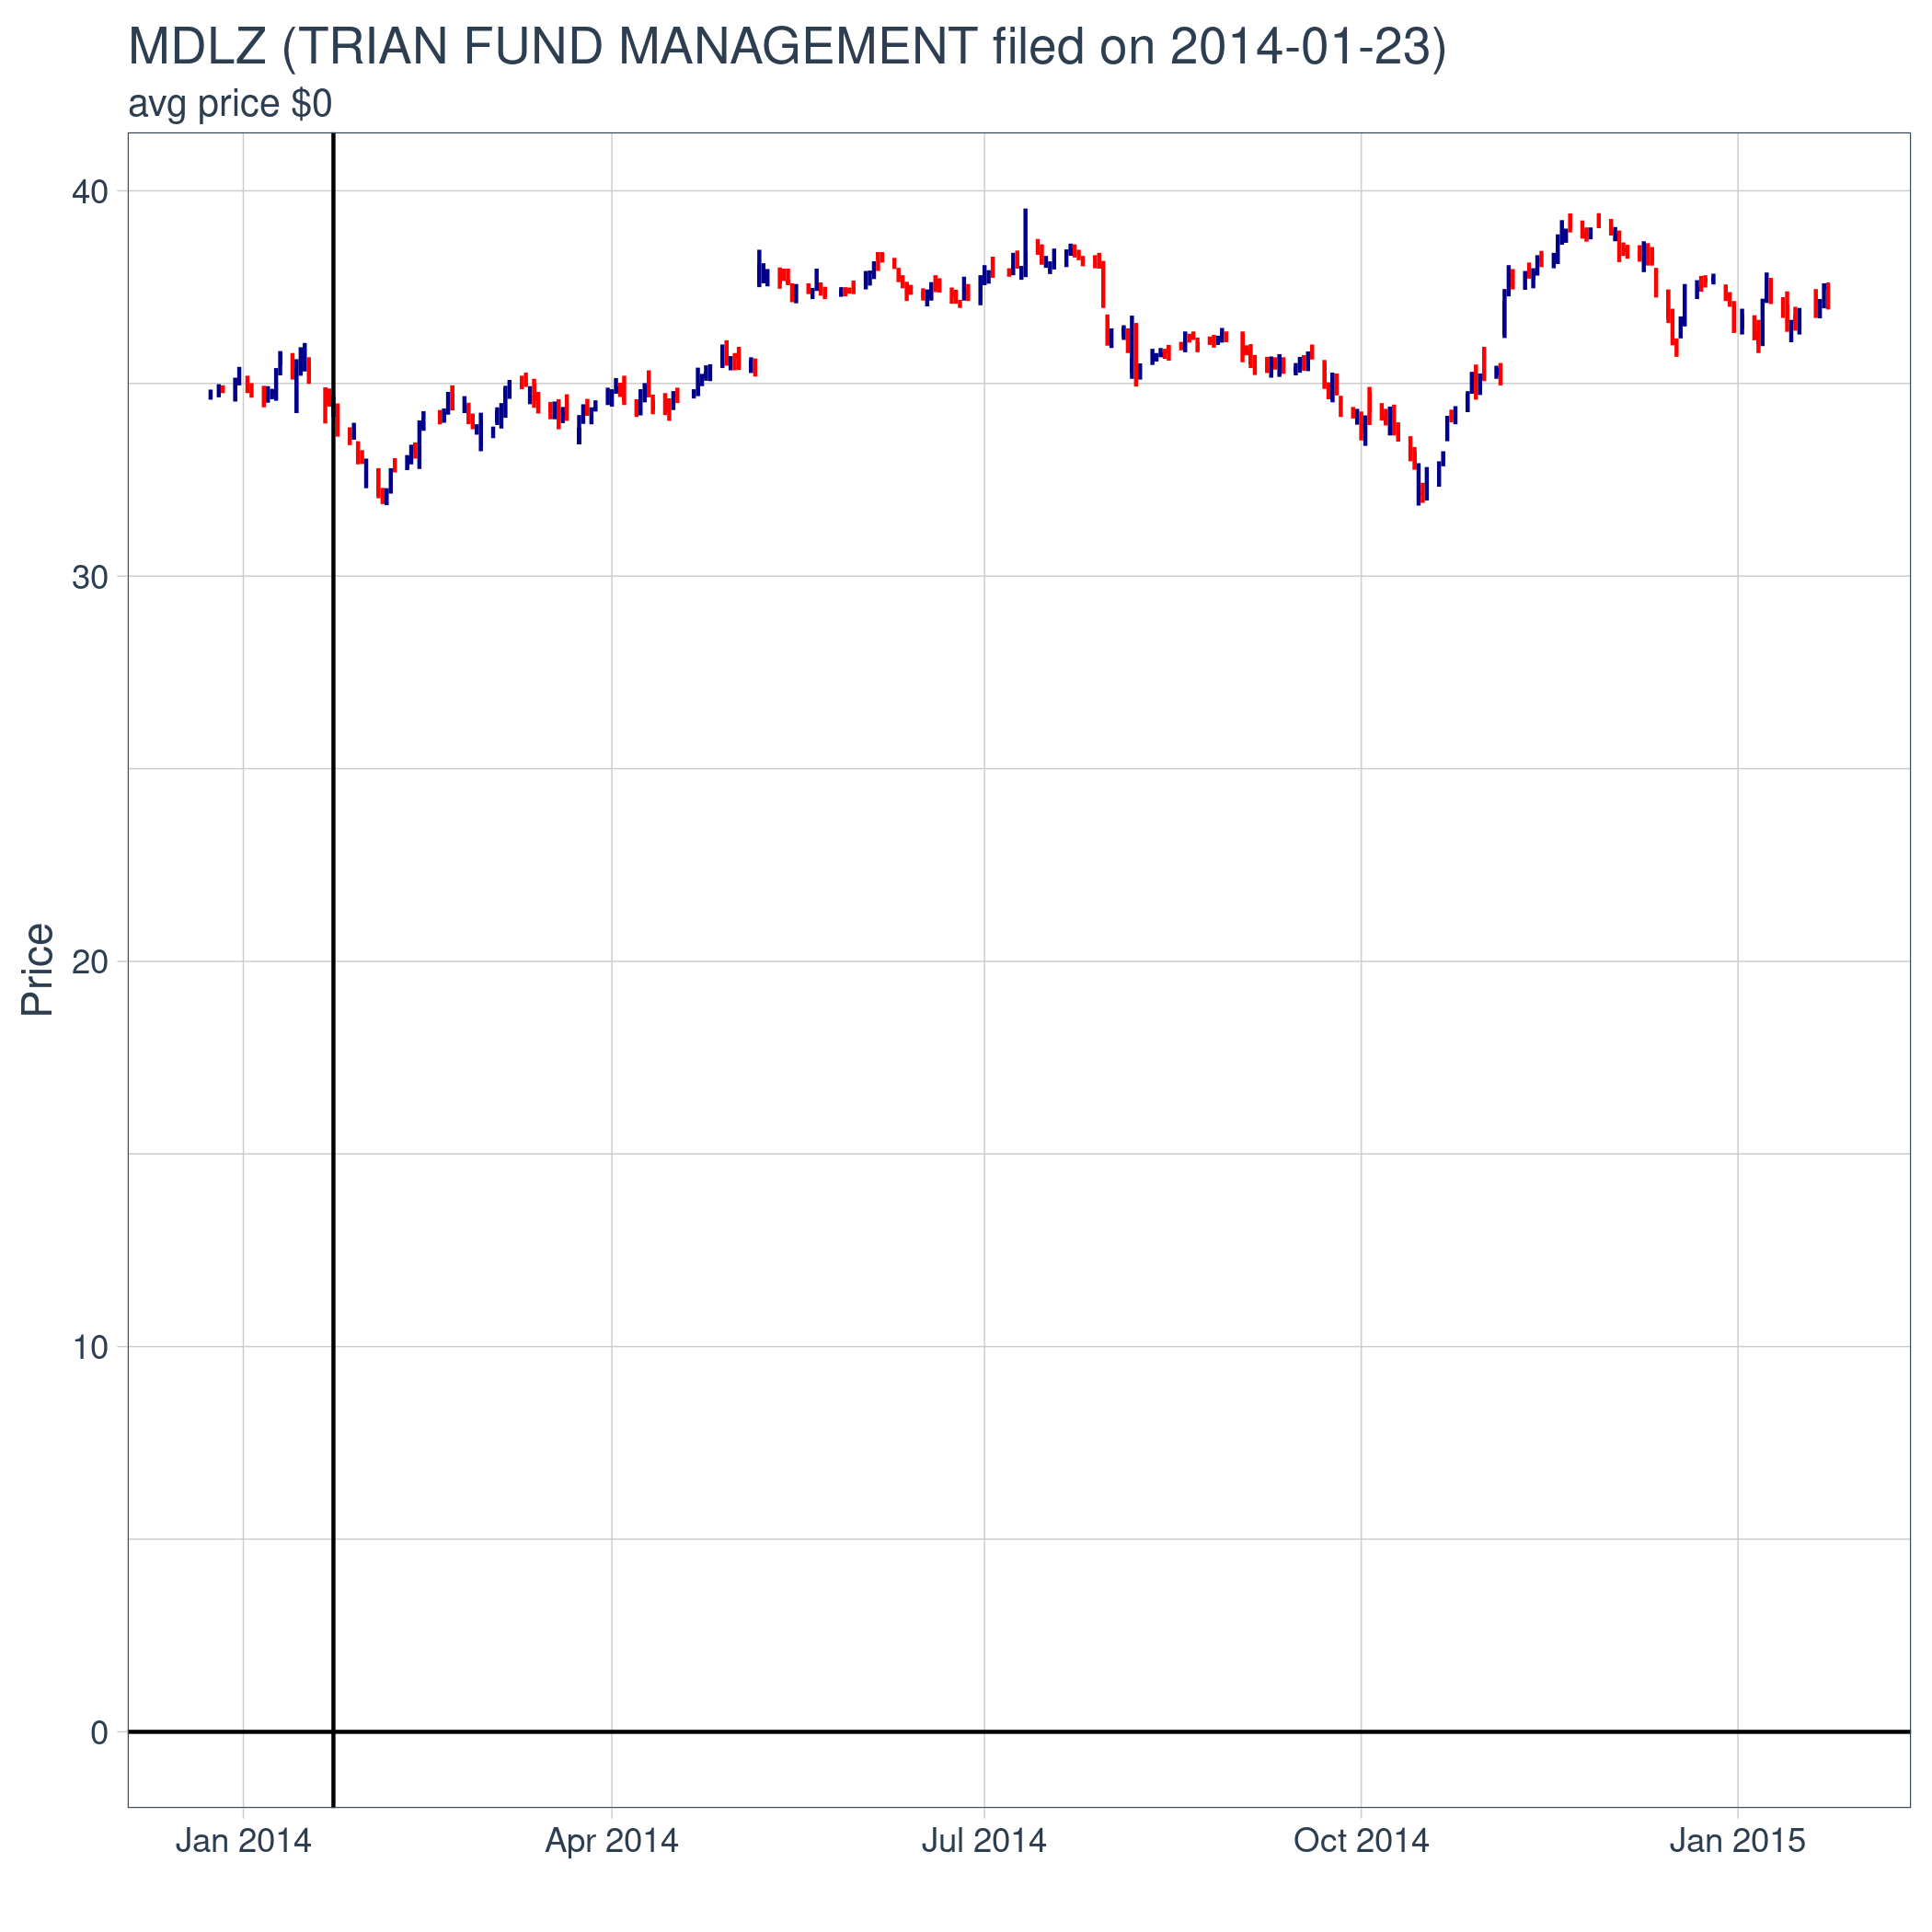 MDLZ (TRIAN FUND MANAGEMENT filed on 2014-01-23)
avg price $0
40
30
20
10
0
Price
Jan 2014
Apr 2014
Jul 2014
Oct 2014
Jan 2015